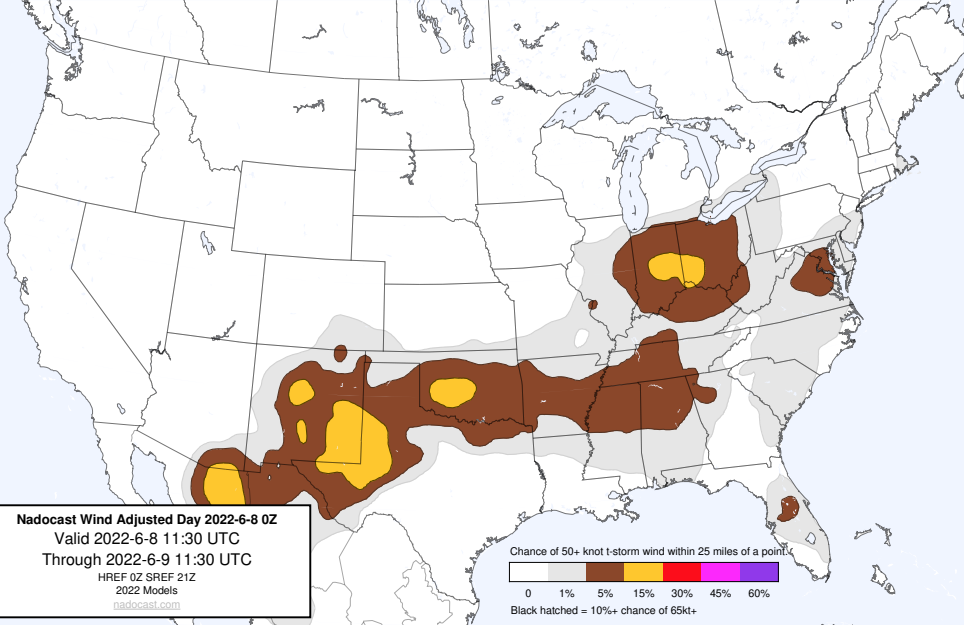 Nadocast Wind Adjusted Day 2022-6-8 0Z
Valid 2022-6-8 11:30 UTC
Through 2022-6-9 11:30 UTC
HREF 0Z SREF 21Z
2022 Models
nadocast.com
Chance of 50+ knot t-storm wind within 25 miles of a point.
0 1% 5% 15% 30% 45% 60%
Black hatched = 10%+ chance of 65kt+